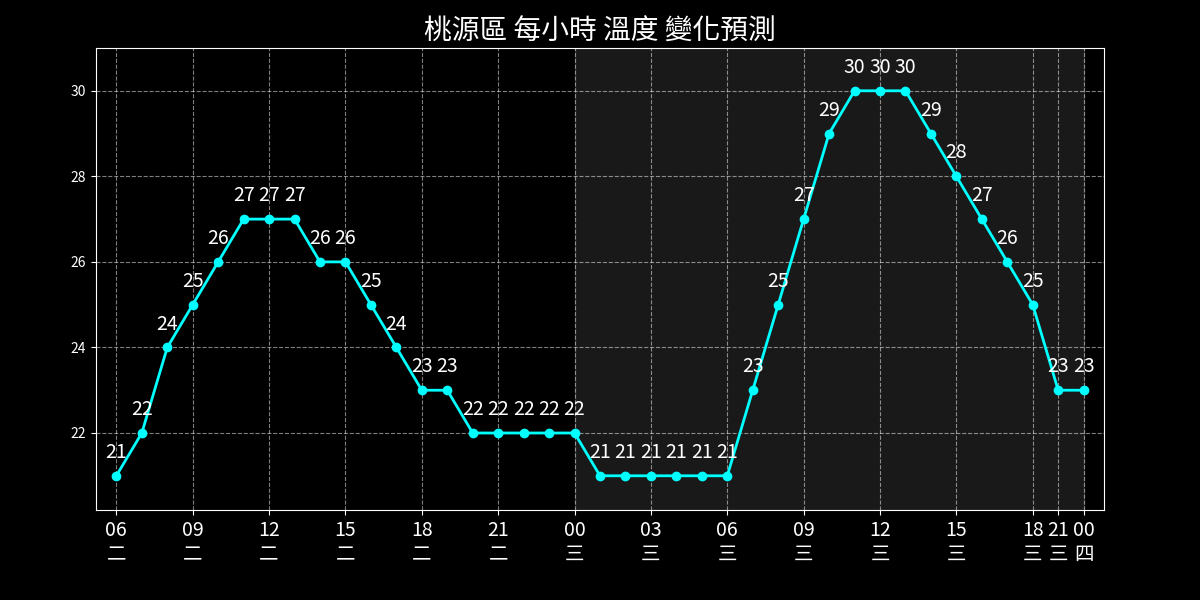 桃源區 每小時 溫度 變化預測
30 30 30
30
29 29
28
28
27 27 27 27 27
26 26 26 26
26
25 25 25 25
24 24
24
23 23 23 23 23
22 22 22 22 22 22
22
21 21 21 21 21 21 21
06 09 12 15 18 21 00 03 06 09 12 15 18 21 00
二 二 二 二 二 二 三 三 三 三 三 三 三 三 四